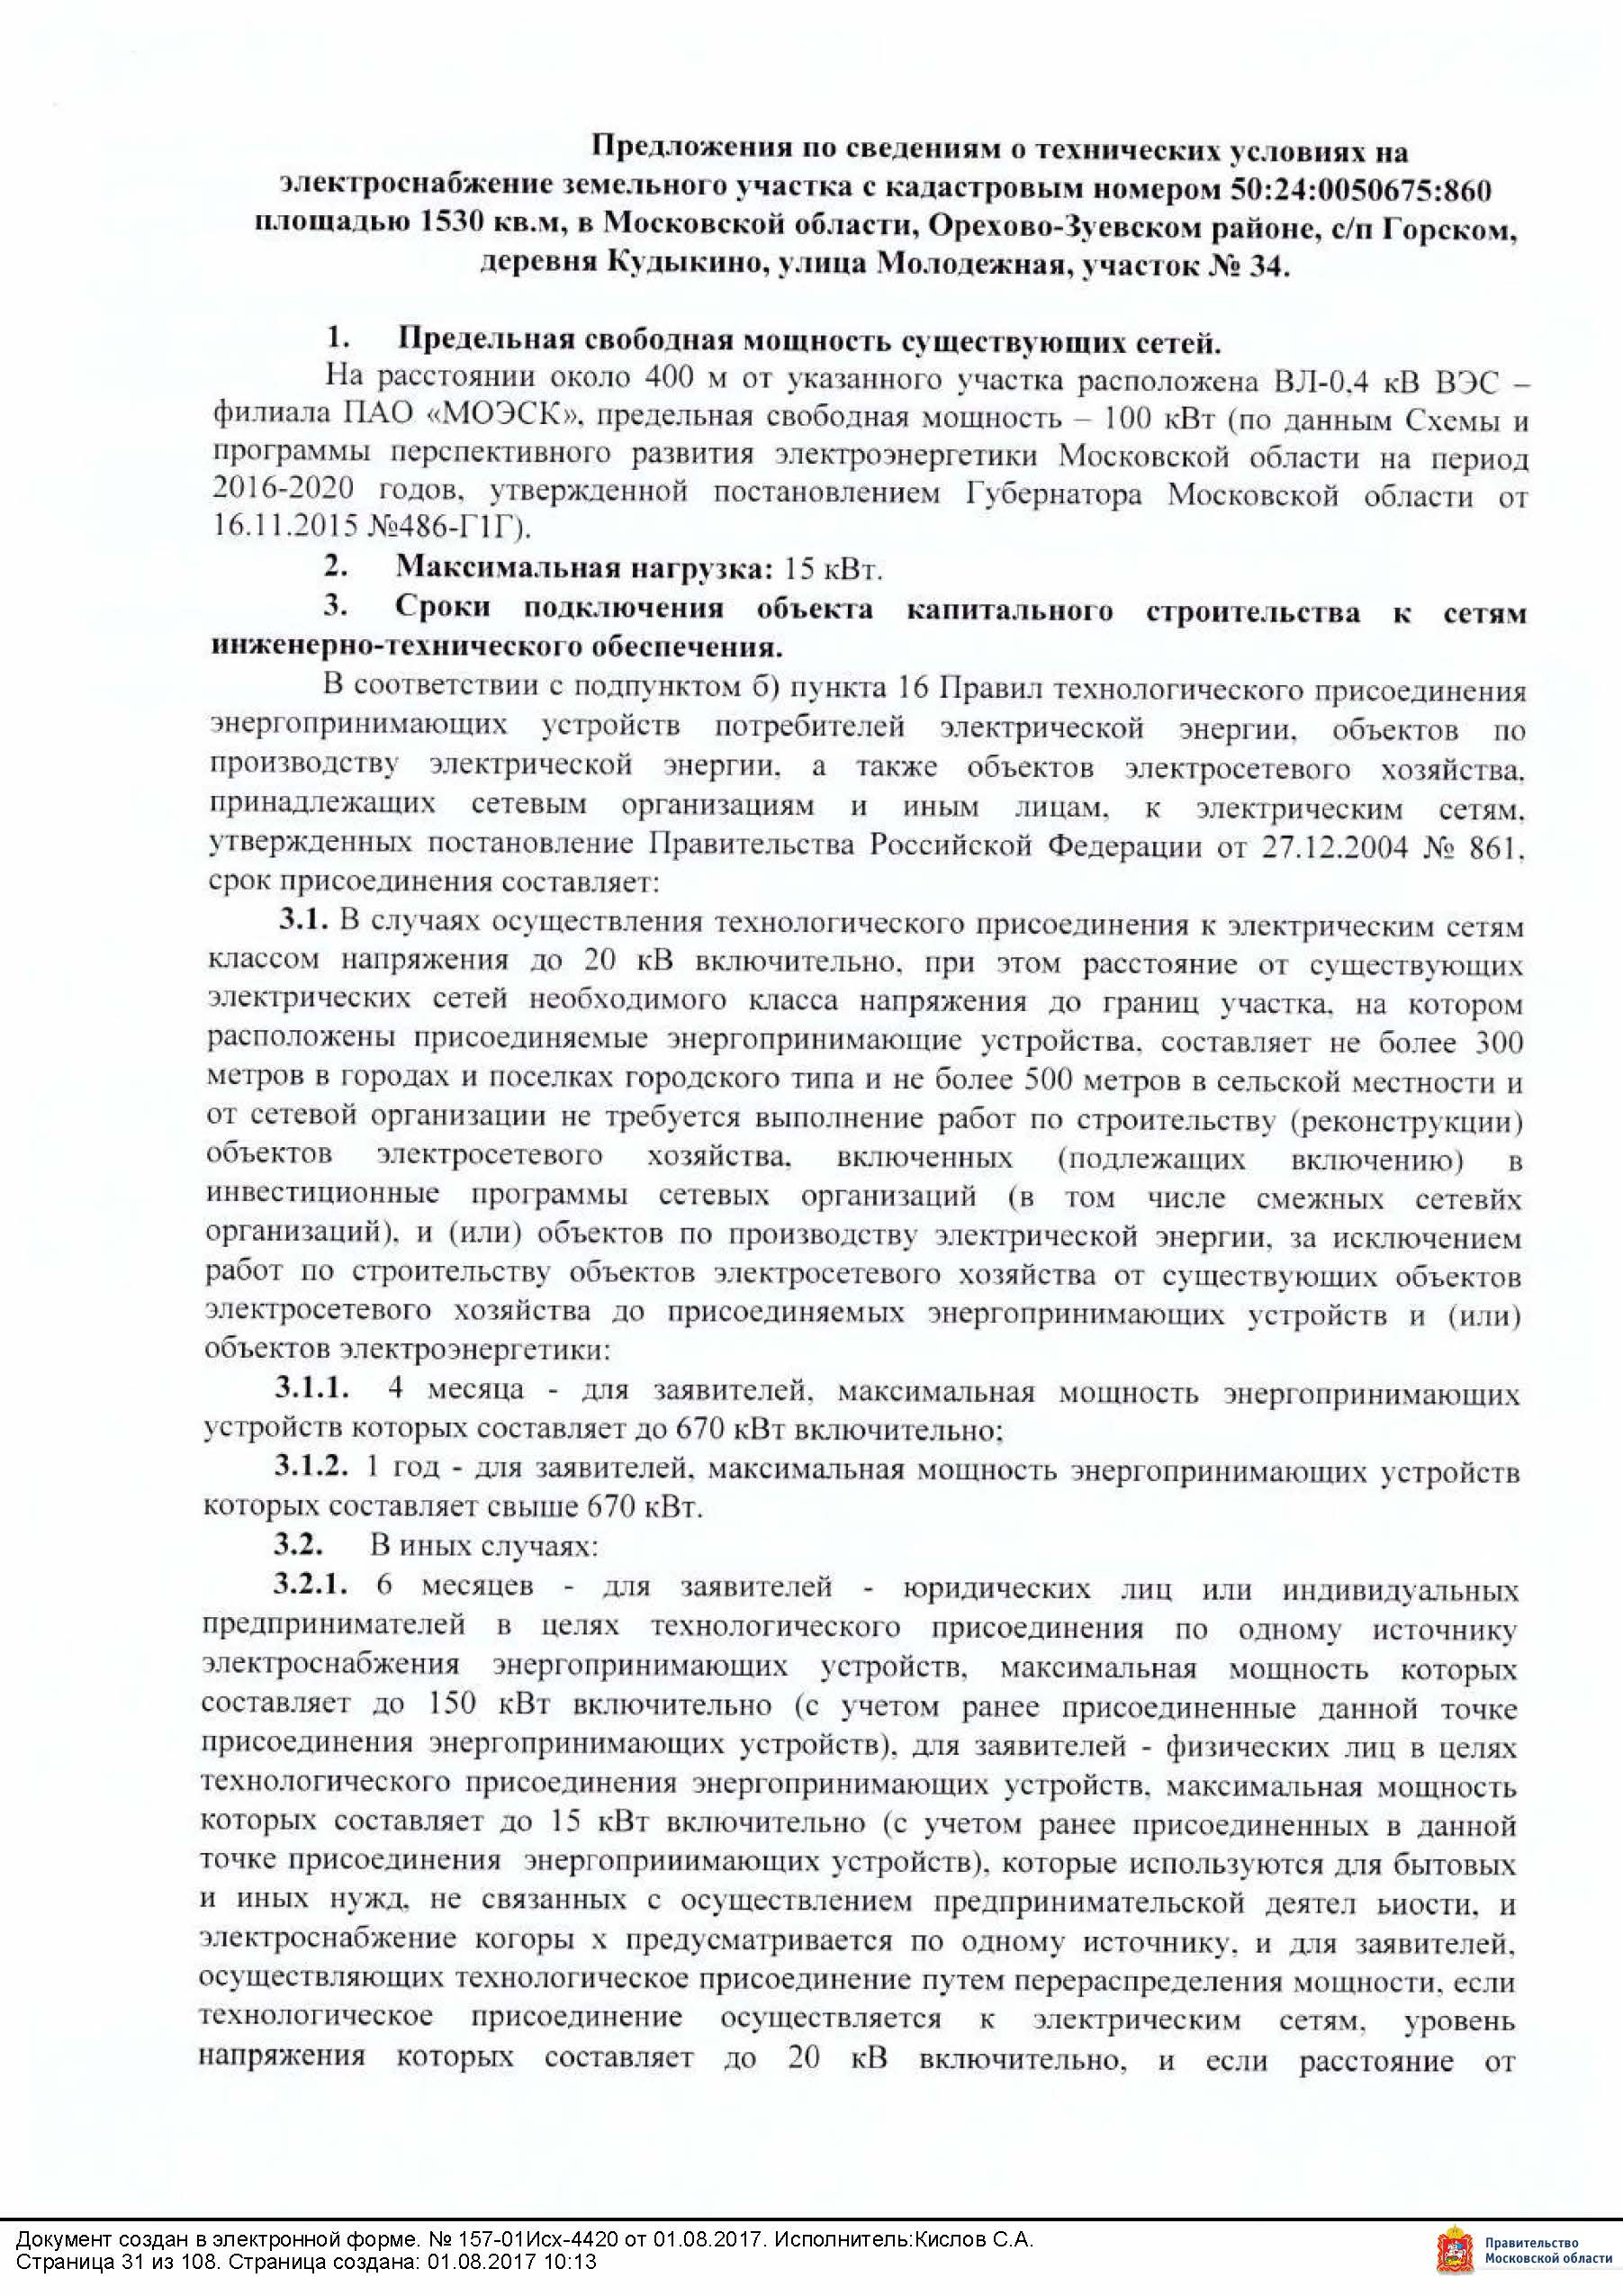 Предложения по сведениям о технических условиях на
электроснабжение земельного участка с кадастровым номером 50:24:0050675:860
площадью 1530 кв.м, в Московской области, Орехово-Зуевском районе, с/п Горском,
деревня Кудыкино, улица Молодежная, участок № 34.
1. Предельная свободная мощность существующих сетей.
На расстоянии около 400 м от указанного участка расположена ВЛ-0,4 кВ ВЭС –
филиала ПАО «МОЭСК», предельная свободная мощность – 100 кВт (по данным Схемы и
программы перспективного развития электроэнергетики Московской области на период
2016-2020 годов, утвержденной постановлением Губернатора Московской области от
16.11.2015 №486-Г1Г).
2. Максимальная нагрузка: 15 кВт.
3. Сроки подключения объекта капитального строительства к сетям
инженерно-технического обеспечения.
В соответствии с подпунктом б) пункта 16 Правил технологического присоединения
энергопринимающих устройств потребителей электрической энергии, объектов по
производству электрической энергии, а также объектов электросетевого хозяйства,
принадлежащих сетевым организациям и иным лицам, к электрическим сетям,
утвержденных постановление Правительства Российской Федерации от 27.12.2004 № 861,
срок присоединения составляет:
3.1. В случаях осуществления технологического присоединения к электрическим сетям
классом напряжения до 20 кВ включительно, при этом расстояние от существующих
электрических сетей необходимого класса напряжения до границ участка, на котором
расположены присоединяемые энергопринимающие устройства, составляет не более 300
метров в городах и поселках городского типа и не более 500 метров в сельской местности и
от сетевой организации не требуется выполнение работ по строительству (реконструкции)
объектов электросетевого хозяйства, включенных (подлежащих включению) в
инвестиционные программы сетевых организаций (в том числе смежных сетевйх
организаций), и (или) объектов по производству электрической энергии, за исключением
работ по строительству объектов электросетевого хозяйства от существующих объектов
электросетевого хозяйства до присоединяемых энергопринимающих устройств и (или)
объектов электроэнергетики:
3.1.1. 4 месяца - для заявителей, максимальная мощность энергопринимающих
устройств которых составляет до 670 кВт включительно;
3.1.2. 1 год - для заявителей, максимальная мощность энергопринимающих устройств
которых составляет свыше 670 кВт.
3.2. В иных случаях:
3.2.1. 6 месяцев - для заявителей - юридических лиц или индивидуальных
предпринимателей в целях технологического присоединения по одному источнику
электроснабжения энергопринимающих устройств, максимальная мощность которых
составляет до 150 кВт включительно (с учетом ранее присоединенные данной точке
присоединения энергопринимающих устройств), для заявителей - физических лиц в целях
технологического присоединения энергопринимающих устройств, максимальная мощность
которых составляет до 15 кВт включительно (с учетом ранее присоединенных в данной
точке присоединения энергоприиимающих устройств), которые используются для бытовых
и иных нужд, не связанных с осуществлением предпринимательской деятел ьиости, и
электроснабжение когоры х предусматривается по одному источнику, и для заявителей,
осуществляющих технологическое присоединение путем перераспределения мощности, если
технологическое присоединение осуществляется к электрическим сетям, уровень
напряжения которых составляет до 20 кВ включительно, и если расстояние от
Документ создан в электронной форме. № 157-01Исх-4420 от 01.08.2017. Исполнитель:Кислов С.А.
Страница 31 из 108. Страница создана: 01.08.2017 10:13
Правительство
Московской области